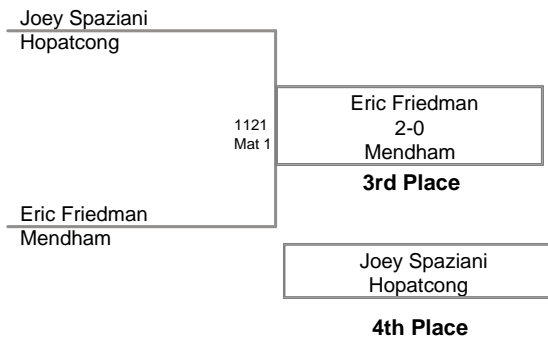 Joey Spaziani
Hopatcong
1121
Mat 1
Eric Friedman
2-0
Mendham
3rd Place
Eric Friedman
Mendham
Joey Spaziani
Hopatcong
4th Place